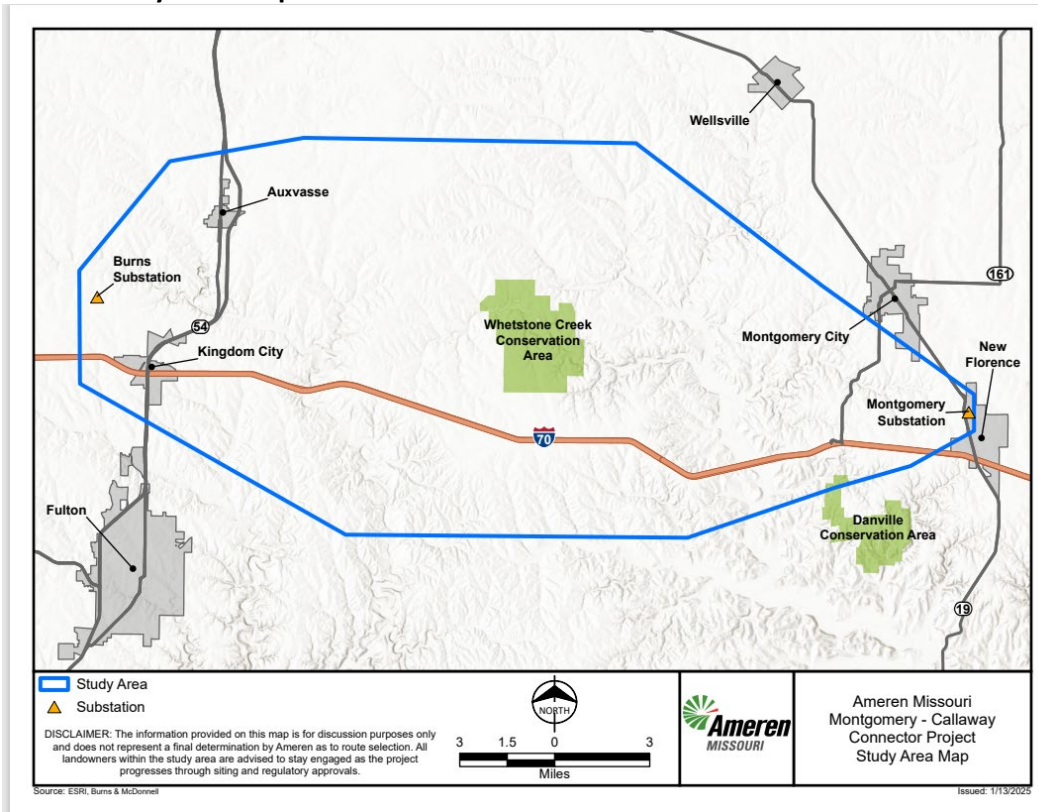 Wellsville
Auxvasse
Burns
Substation
161
Whetstone Creek
Conservation
Area
54
Montgomery City
Kingdom City
New
Florence
Montgomery
Substation
70
Fulton
Danville
Conservation Area
19
Study Area
Substation
DISCLAIMER: The information provided on this map is for discussion purposes only
and does not represent a final determination by Ameren as to route selection. All
landowners within the study area are advised to stay engaged as the project
progresses through siting and regulatory approvals.
NORTH
3 1.5 0 3
Miles
Ameren
MISSOURI
Ameren Missouri
Montgomery - Callaway
Connector Project
Study Area Map
Source: ESRI, Burns & McDonnell
Issued: 1/13/2025